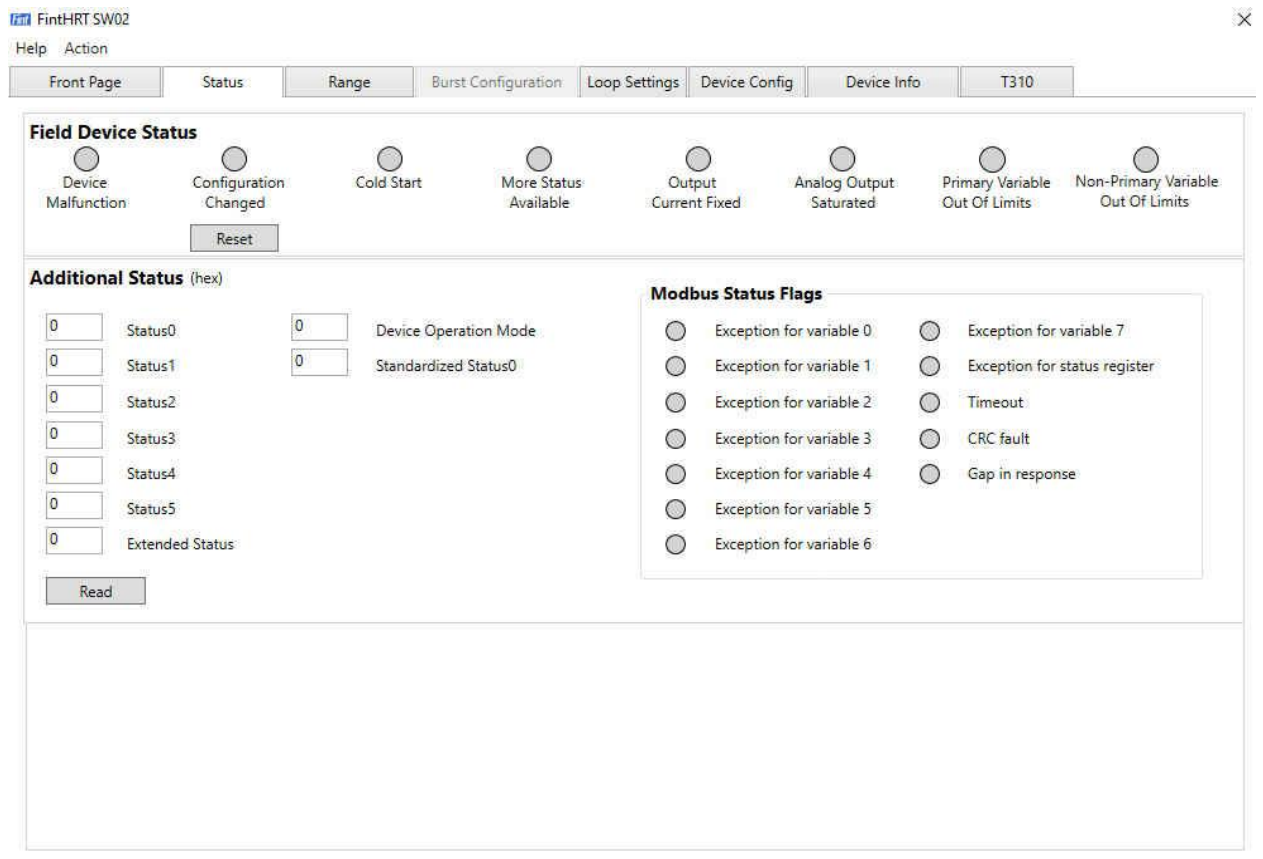 Fint FintHRT SW02
Help Action
Front Page Status Range Burst Configuration Loop Settings Device Config Device Info T310
Field Device Status
Device Malfunction
Configuration Changed
Cold Start
More Status Available
Output Current Fixed
Analog Output Saturated
Primary Variable Out Of Limits
Non-Primary Variable Out Of Limits
Reset
Additional Status (hex)
0 Status0
0 Status1
0 Status2
0 Status3
0 Status4
0 Status5
0 Extended Status
0 Device Operation Mode
0 Standardized Status0
Read
Modbus Status Flags
Exception for variable 0
Exception for variable 1
Exception for variable 2
Exception for variable 3
Exception for variable 4
Exception for variable 5
Exception for variable 6
Exception for variable 7
Exception for status register
Timeout
CRC fault
Gap in response